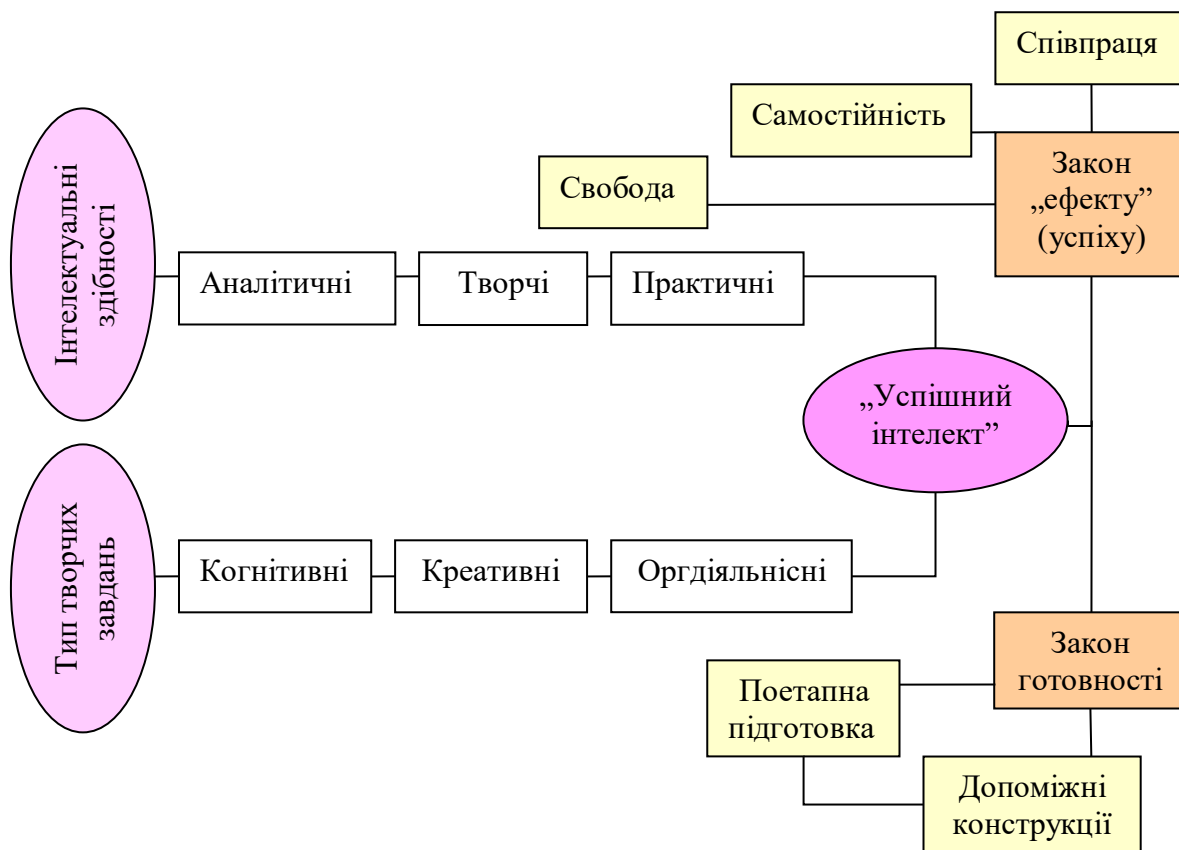 Співпраця
Самостійність
Свобода
Закон
„ефекту”
(успіху)
Інтелектуальні
здібності
Аналітичні
Творчі
Практичні
„Успішний
інтелект”
Тип творчих
завдань
Когнітивні
Креативні
Оргдіяльнісні
Закон
готовності
Поетапна
підготовка
Допоміжні
конструкції